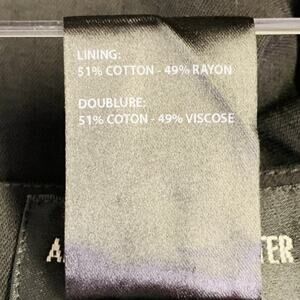 LINING:
51% COTTON - 49% RAYON
DOUBLURE:
51% COTON - 49% VISCOSE